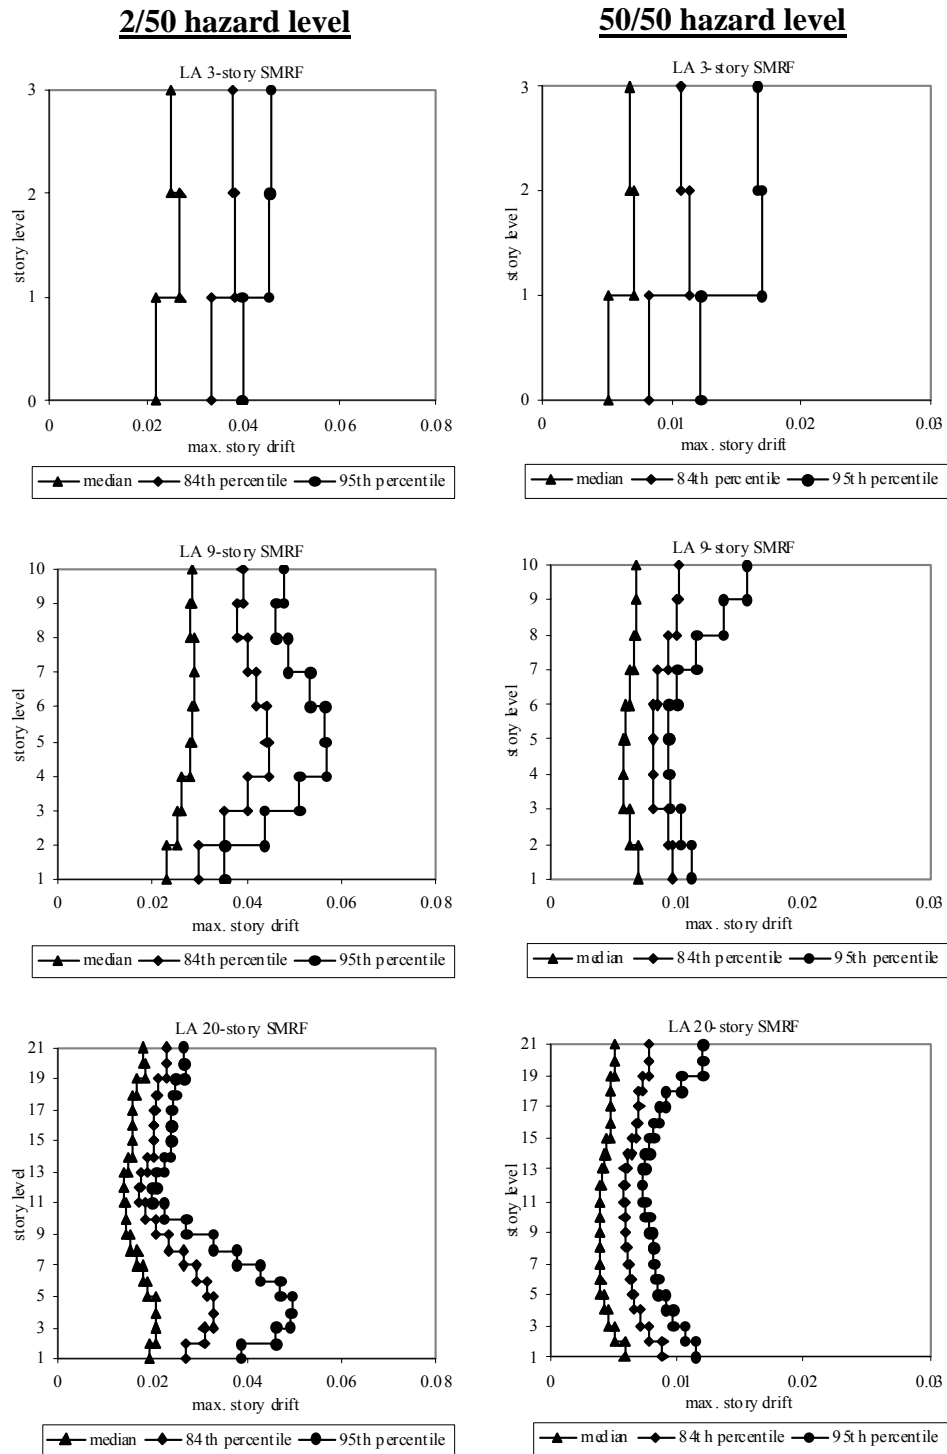 2/50 hazard level
50/50 hazard level
LA 3-story SMRF
3
2
1
0
story level
0
0.02
0.04
0.06
0.08
max. story drift
median
84th percentile
95th percentile
LA 3-story SMRF
3
2
1
0
story level
0
0.01
0.02
0.03
max. story drift
median
84th percentile
95th percentile
LA 9-story SMRF
10
9
8
7
6
5
4
3
2
1
story level
0
0.02
0.04
0.06
0.08
max. story drift
median
84th percentile
95th percentile
LA 9-story SMRF
10
9
8
7
6
5
4
3
2
1
story level
0
0.01
0.02
0.03
max. story drift
median
84th percentile
95th percentile
LA 20-story SMRF
21
19
17
15
13
11
9
7
5
3
1
story level
0
0.02
0.04
0.06
0.08
max. story drift
median
84th percentile
95th percentile
LA 20-story SMRF
21
19
17
15
13
11
9
7
5
3
1
story level
0
0.01
0.02
0.03
max. story drift
median
84th percentile
95th percentile